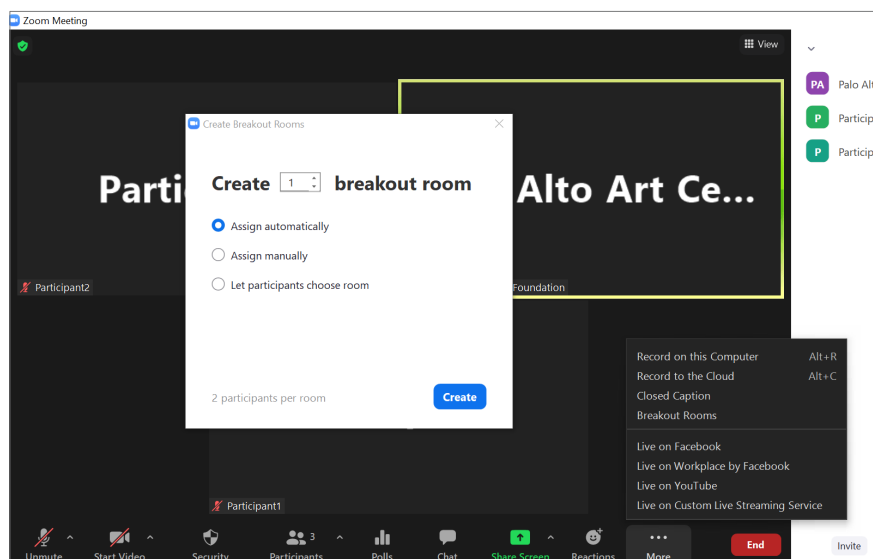 Zoom Meeting
View
PA Palo Alt
P Particip
P Particip
Create Breakout Rooms
Create 1 breakout room
Assign automatically
Assign manually
Let participants choose room
2 participants per room
Create
Parti
Alto Art Ce...
Participant2
Foundation
Participant1
Record on this Computer Alt+R
Record to the Cloud Alt+C
Closed Caption
Breakout Rooms
Live on Facebook
Live on Workplace by Facebook
Live on YouTube
Live on Custom Live Streaming Service
3
Unmute Start Video Security Participants Polls Chat Share Screen Reactions More
End
Invite